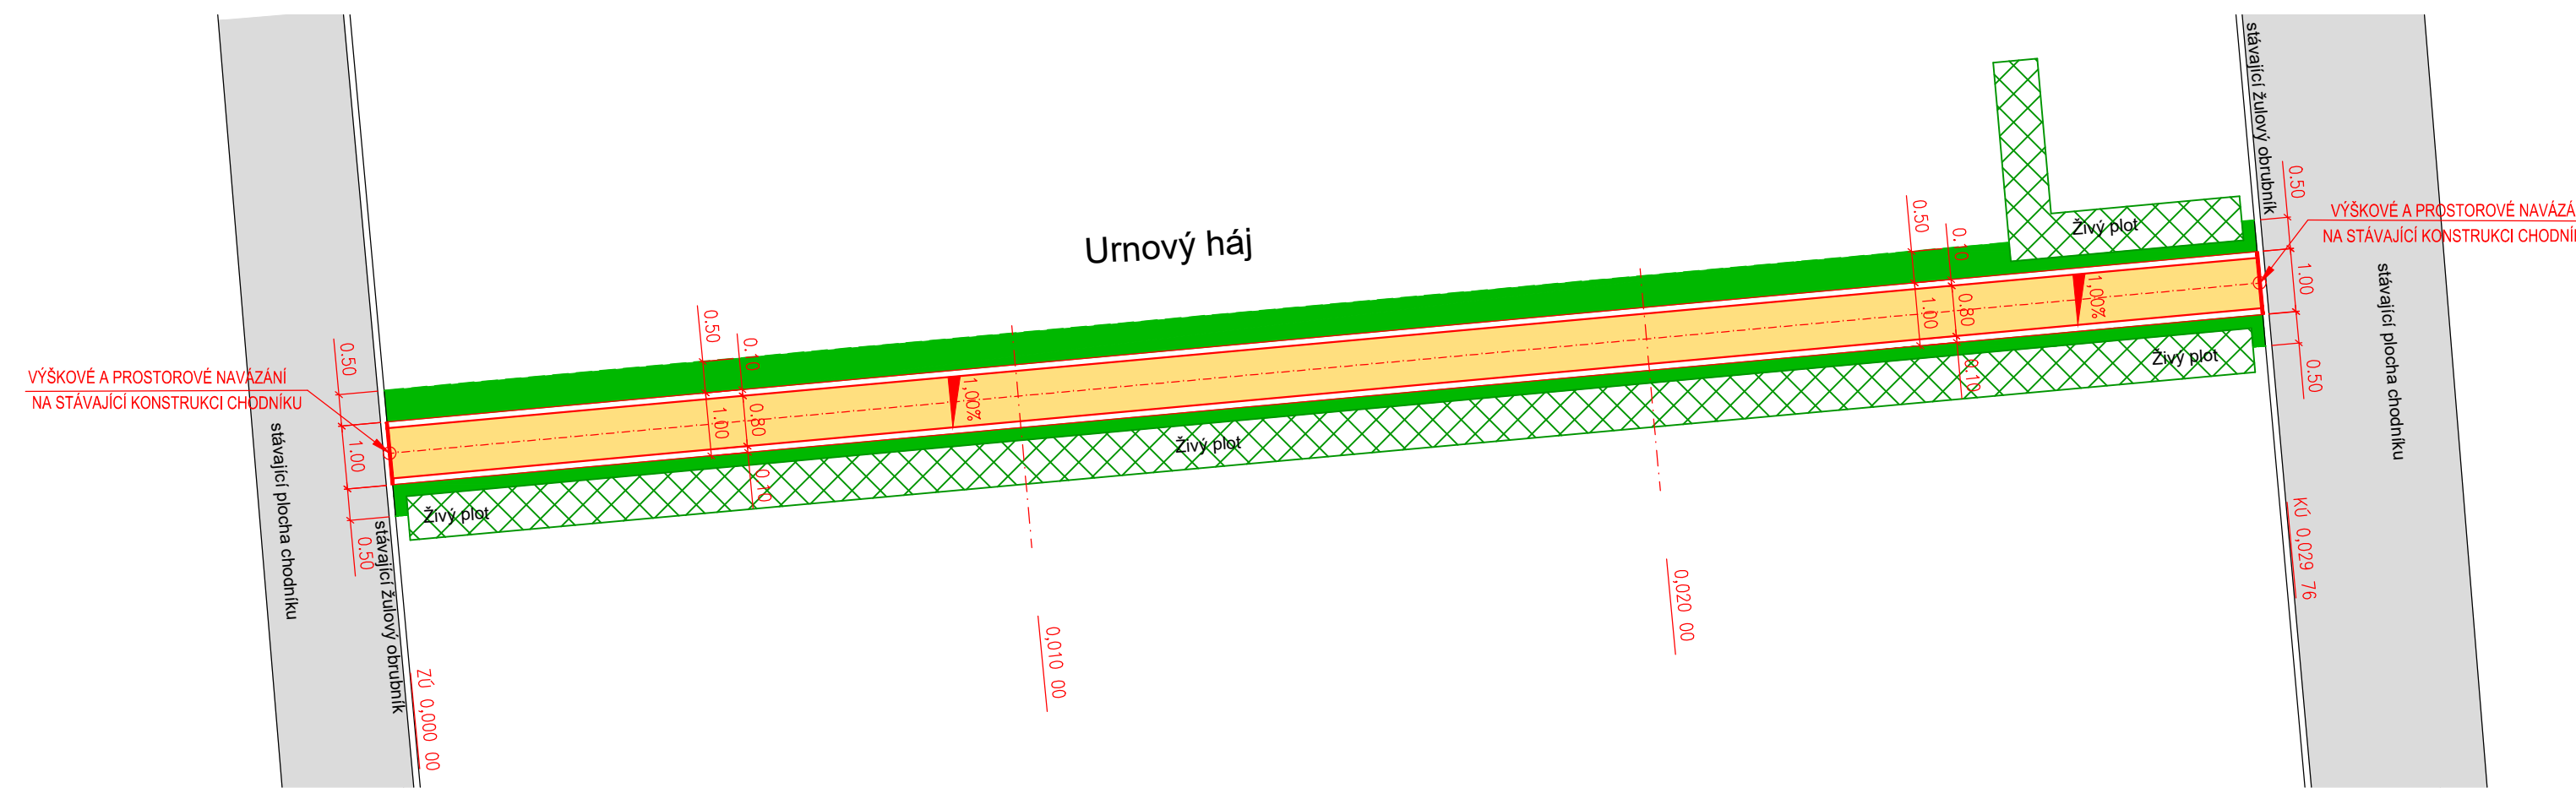 Urnový háj
VÝŠKOVÉ A PROSTOROVÉ NAVÁZÁNÍ
NA STÁVAJÍCÍ KONSTRUKCI CHODNÍKU
stávající plocha chodníku
stávající žulový obrubník
ZÚ 0,000 00
0.50
1.00
0.50
Živý plot
0.50
1.00
0.10
0.80
0.10
1,00%
0,010 00
Živý plot
0,020 00
0.50
1.00
0.10
0.80
0.10
1,00%
Živý plot
Živý plot
stávající žulový obrubník
0.50
1.00
0.50
VÝŠKOVÉ A PROSTOROVÉ NAVÁZÁ
NA STÁVAJÍCÍ KONSTRUKCI CHODNÍ
stávající plocha chodníku
KÚ 0,029 76